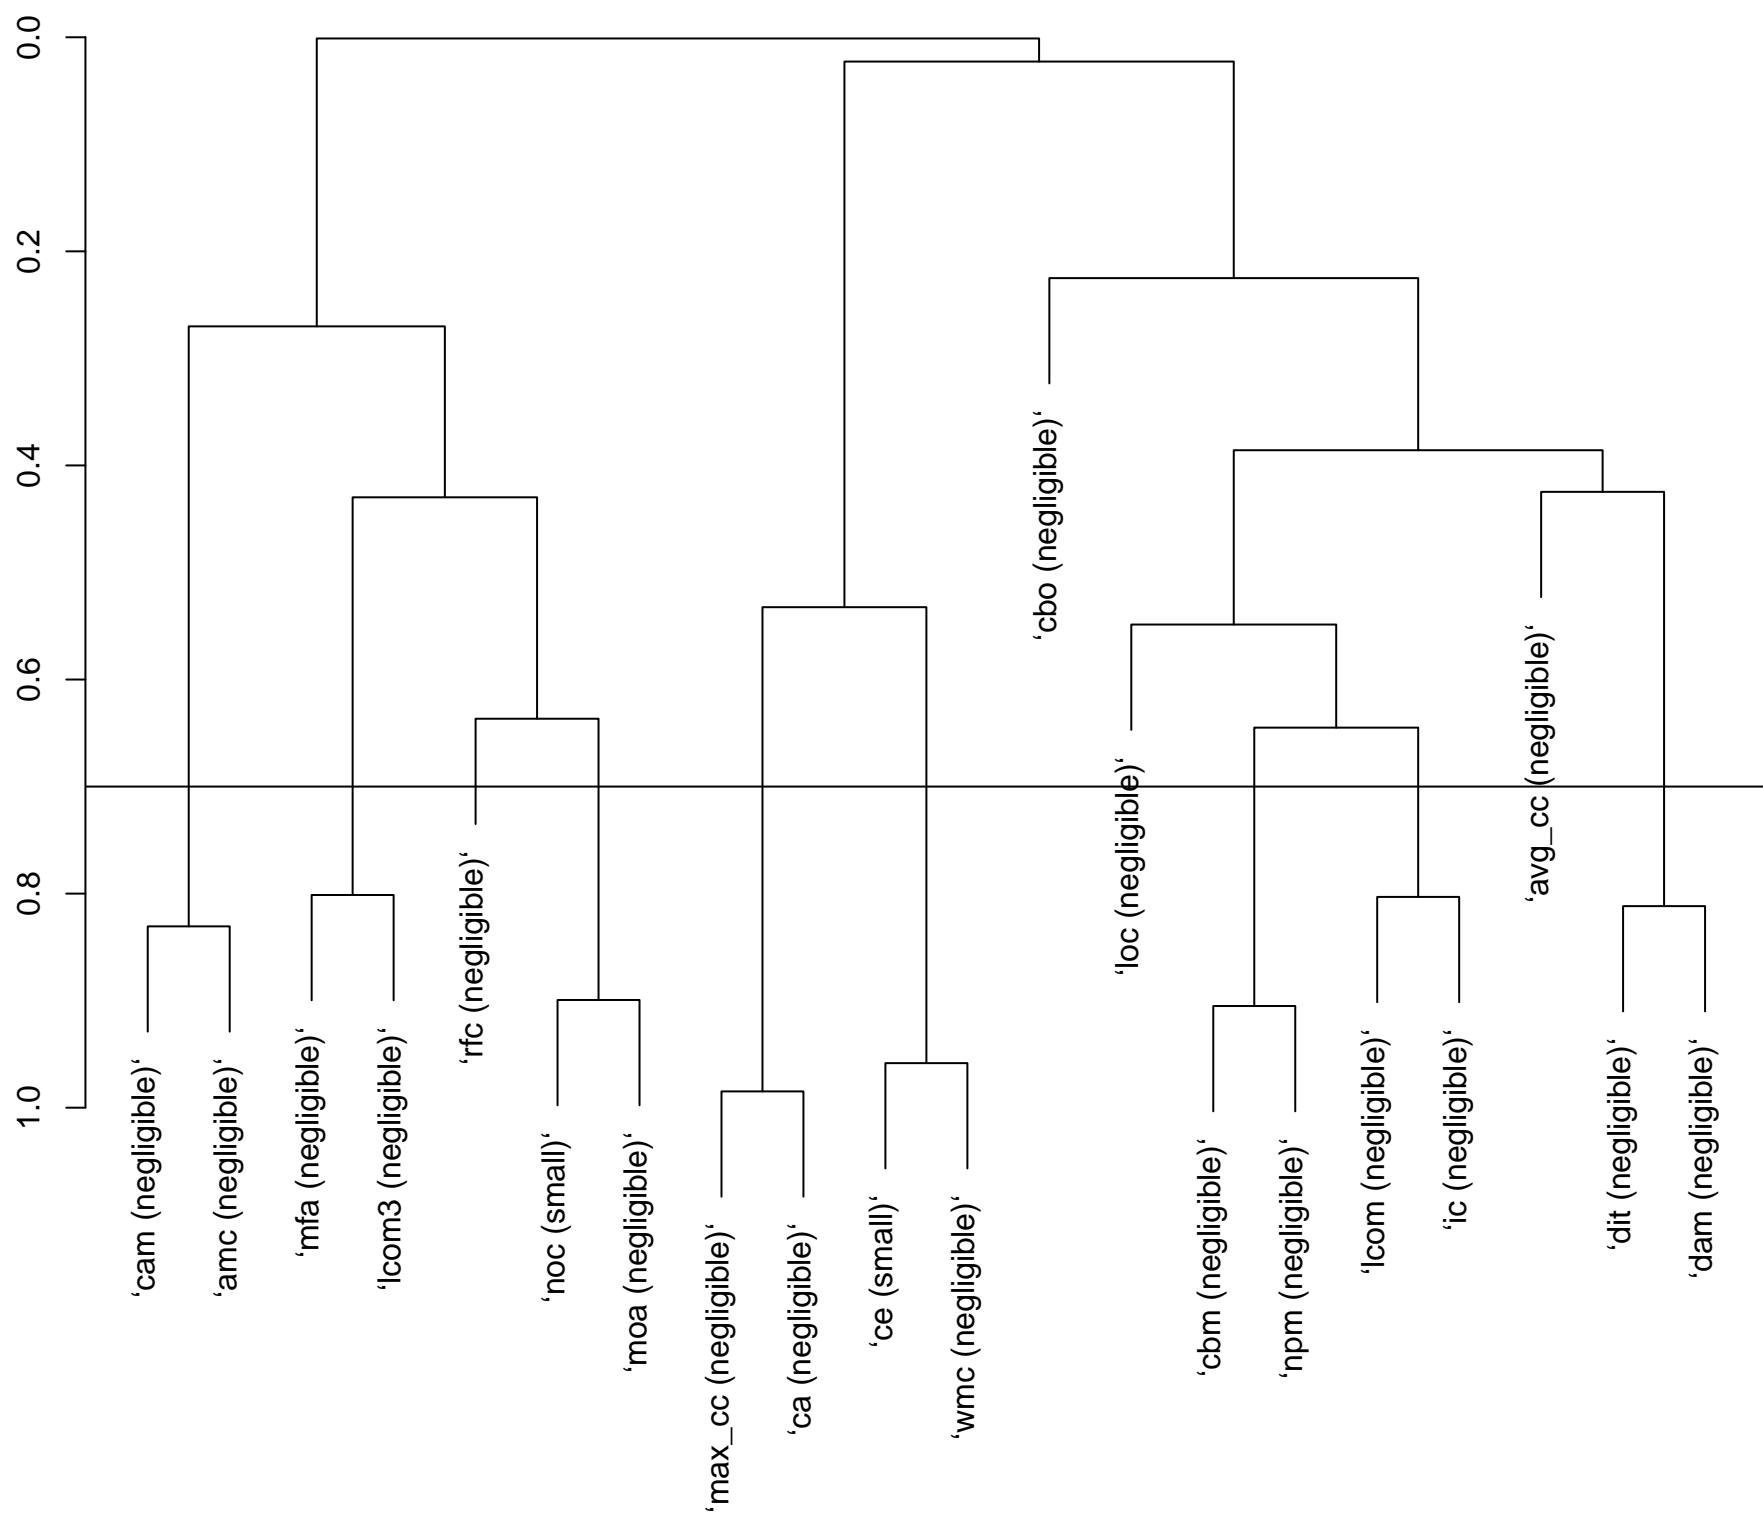 0.0
0.2
0.4
0.6
0.8
1.0
‘cam (negligible)‘
‘amc (negligible)‘
‘mfa (negligible)‘
‘lcom3 (negligible)‘
‘rfc (negligible)‘
‘noc (small)‘
‘moa (negligible)‘
‘max_cc (negligible)‘
‘ca (negligible)‘
‘ce (small)‘
‘wmc (negligible)‘
‘cbo (negligible)‘
‘loc (negligible)‘
‘cbm (negligible)‘
‘npm (negligible)‘
‘lcom (negligible)‘
‘ic (negligible)‘
‘avg_cc (negligible)‘
‘dit (negligible)‘
‘dam (negligible)‘